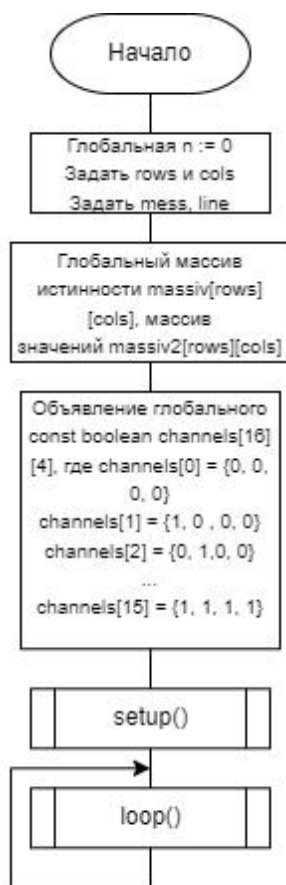 Начало
Глобальная n := 0
Задать rows и cols
Задать mess, line
Глобальный массив
истинности massiv[rows]
[cols], массив
значений massiv2[rows][cols]
Объявление глобального
const boolean channels[16]
[4], где channels[0] = {0, 0,
0, 0}
channels[1] = {1, 0 , 0, 0}
channels[2] = {0, 1,0, 0}
...
channels[15] = {1, 1, 1, 1}
setup()
loop()